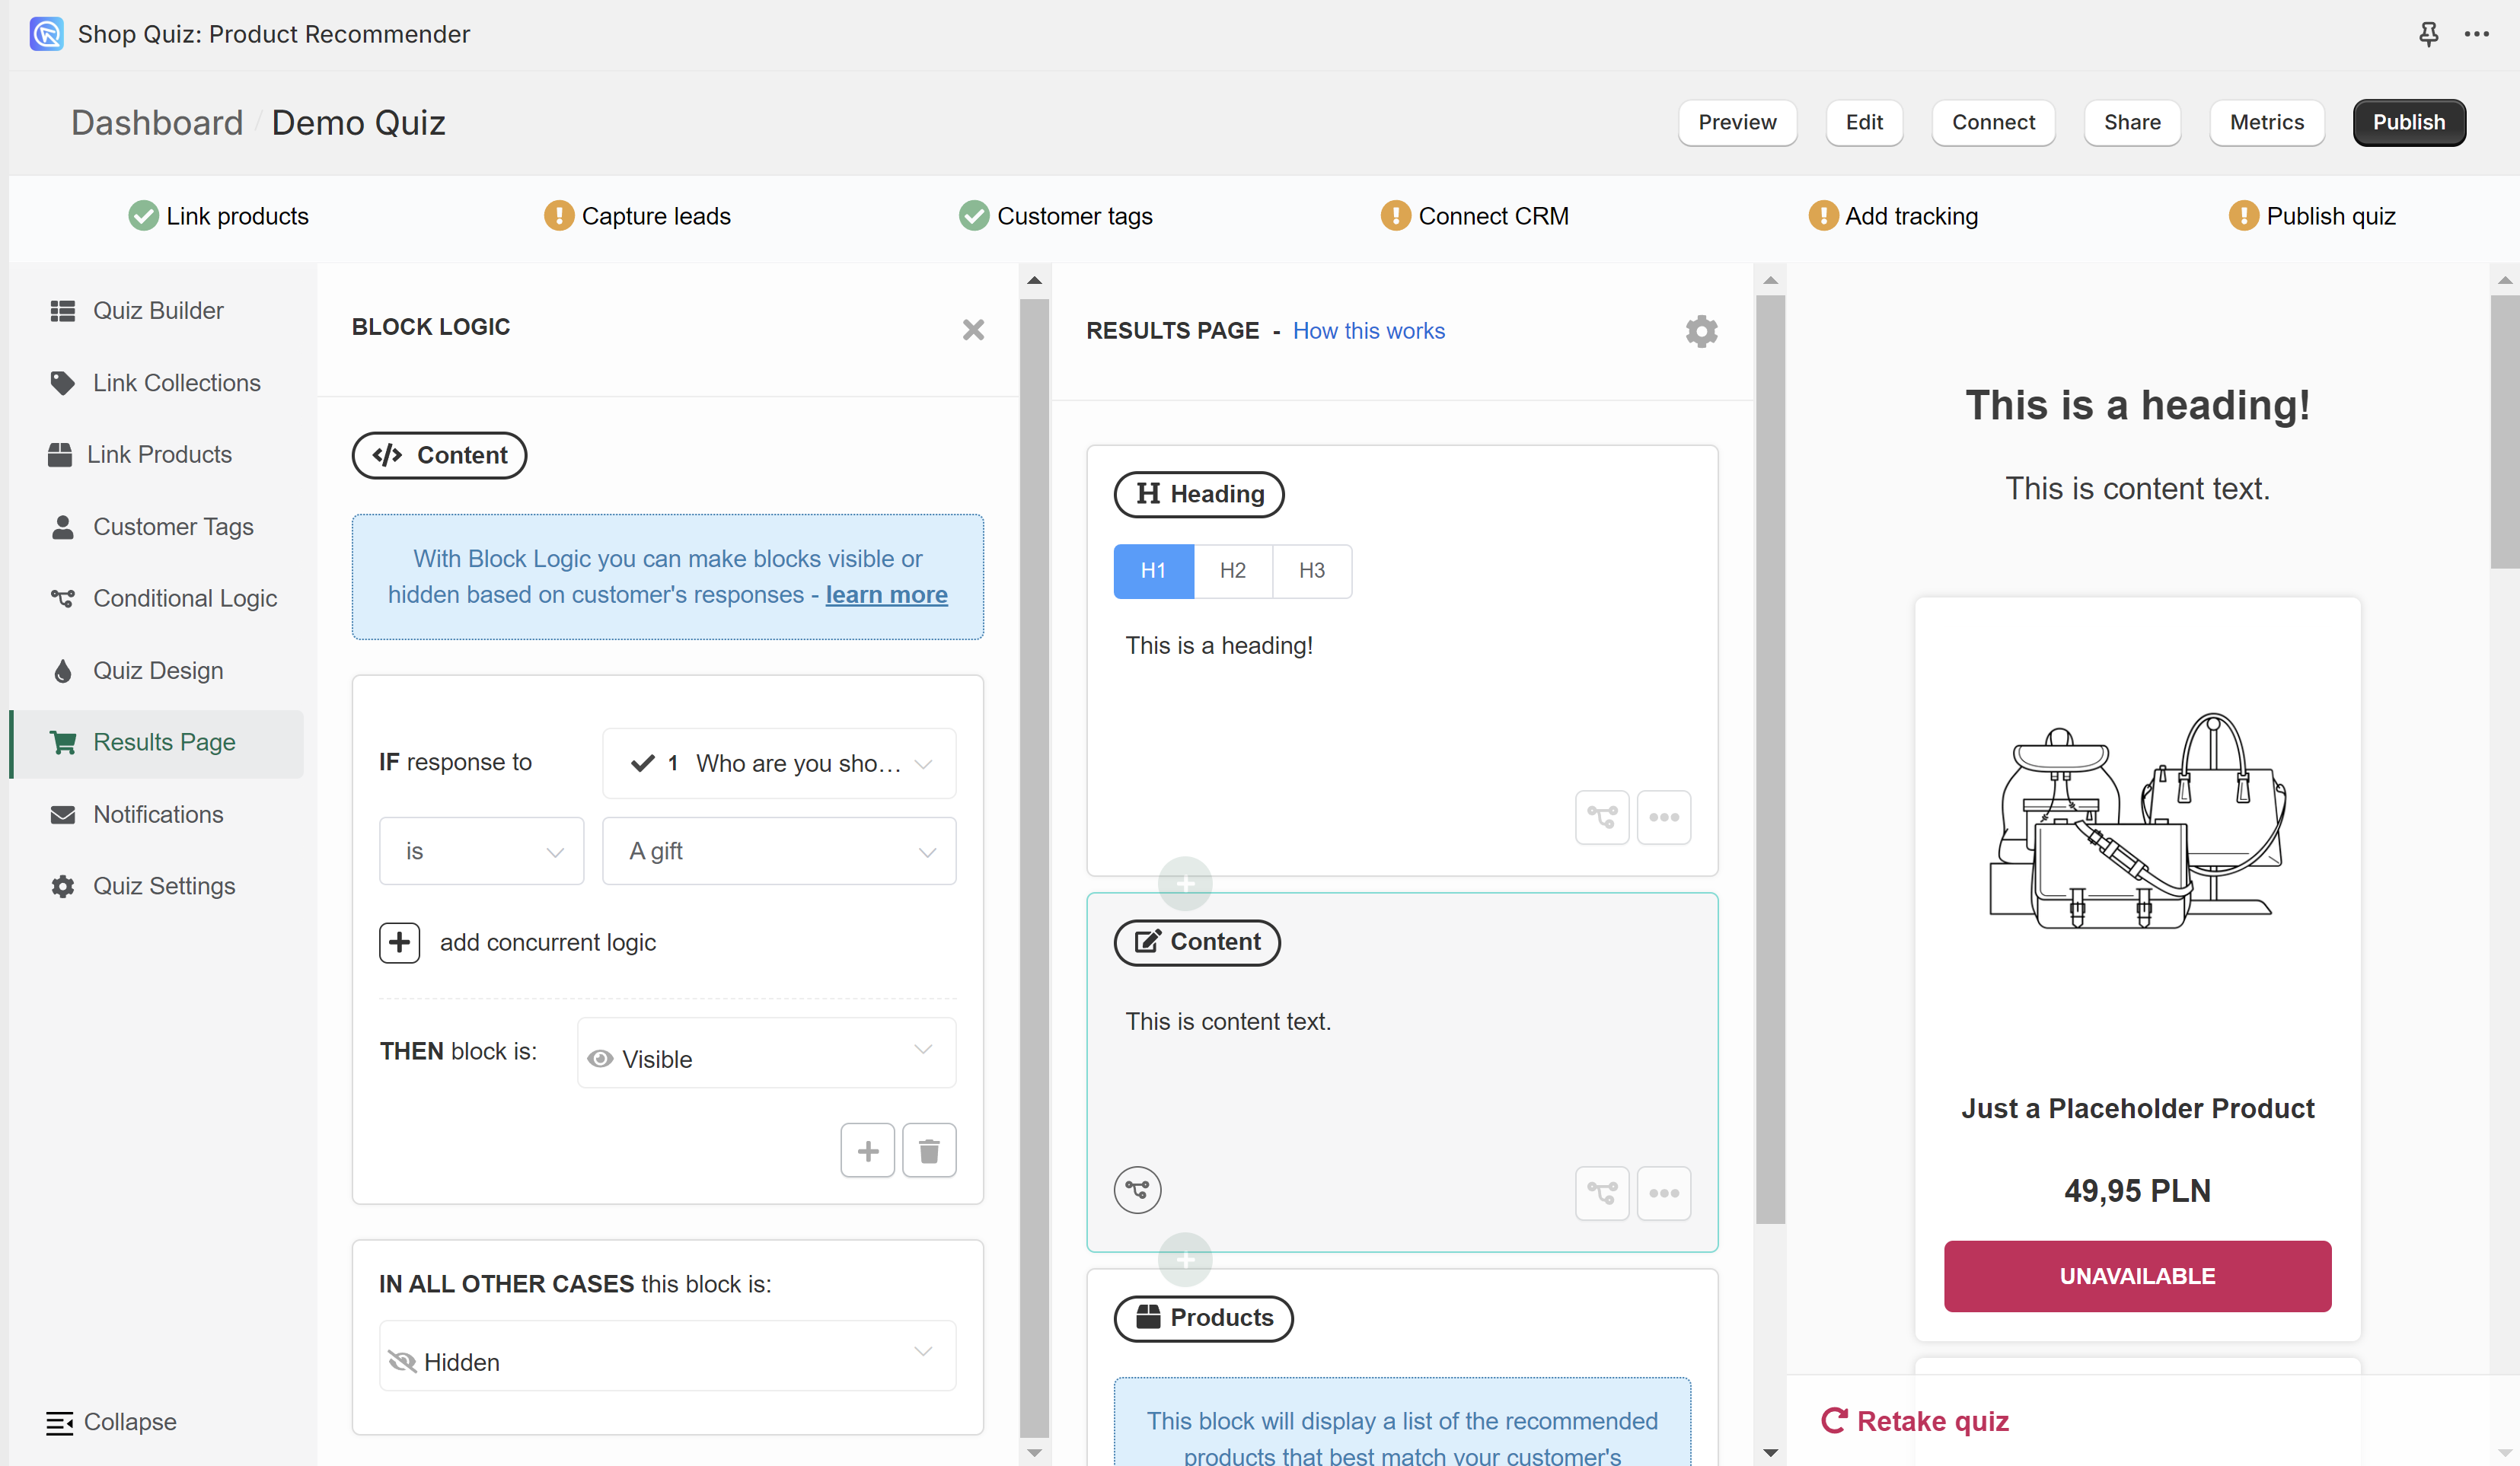 Shop Quiz: Product Recommender
Dashboard / Demo Quiz
Preview
Edit
Connect
Share
Metrics
Publish
Link products
Capture leads
Customer tags
Connect CRM
Add tracking
Publish quiz
Quiz Builder
Link Collections
Link Products
Customer Tags
Conditional Logic
Quiz Design
Results Page
Notifications
Quiz Settings
Collapse
BLOCK LOGIC
Content
With Block Logic you can make blocks visible or
hidden based on customer's responses - learn more
IF response to
1 Who are you sho...
is
A gift
add concurrent logic
THEN block is:
Visible
IN ALL OTHER CASES this block is:
Hidden
RESULTS PAGE - How this works
H Heading
H1
H2
H3
This is a heading!
Content
This is content text.
Products
This block will display a list of the recommended
products that best match your customer's
This is a heading!
This is content text.
Just a Placeholder Product
49,95 PLN
UNAVAILABLE
Retake quiz